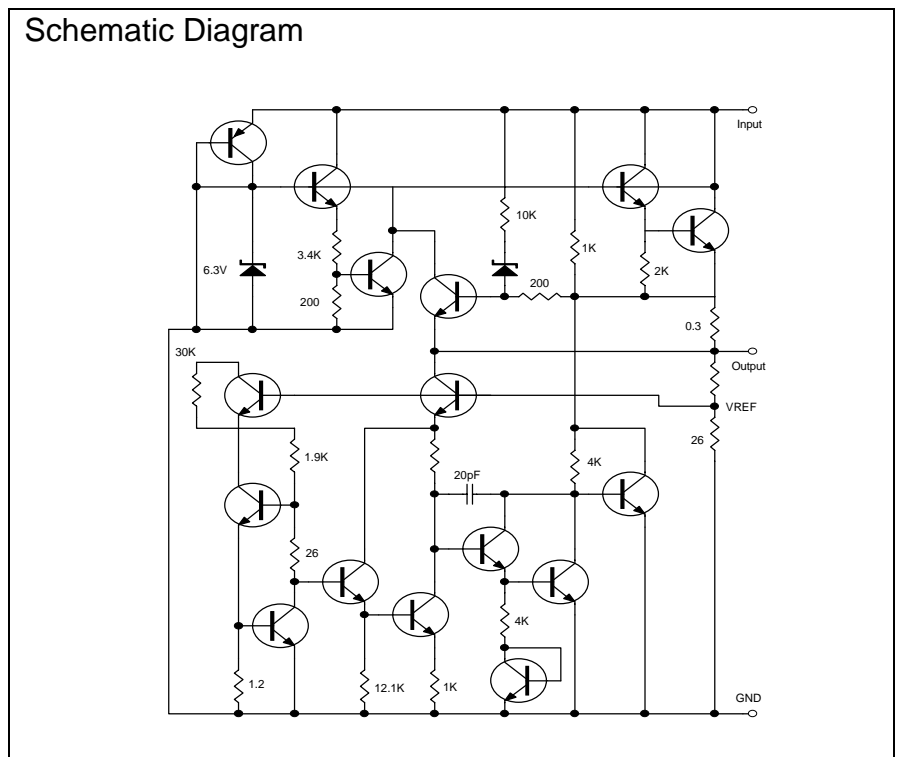 Schematic Diagram
Input
10K
3.4K
1K
6.3V
2K
200
200
0.3
30K
Output
VREF
26
1.9K
4K
20pF
26
4K
1.2
12.1K
1K
GND